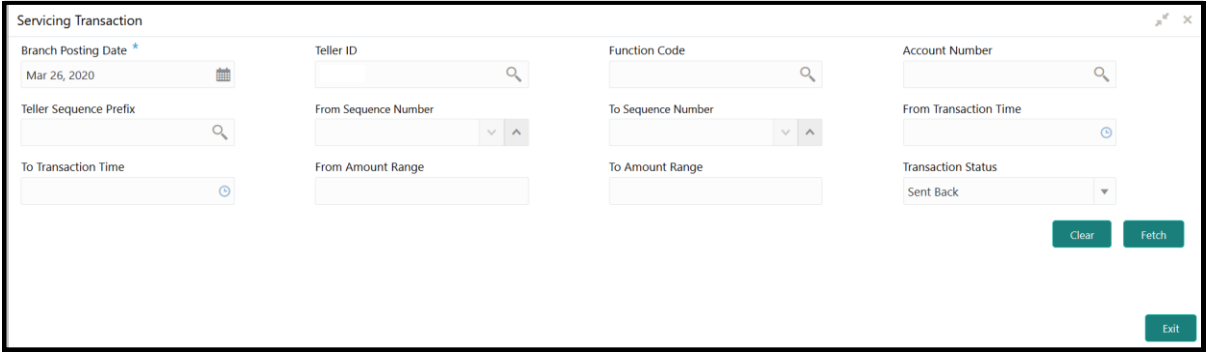 Servicing Transaction
Branch Posting Date * Teller ID Function Code Account Number
Mar 26, 2020
Teller Sequence Prefix From Sequence Number To Sequence Number From Transaction Time
To Transaction Time From Amount Range To Amount Range Transaction Status
Sent Back
Clear Fetch
Exit